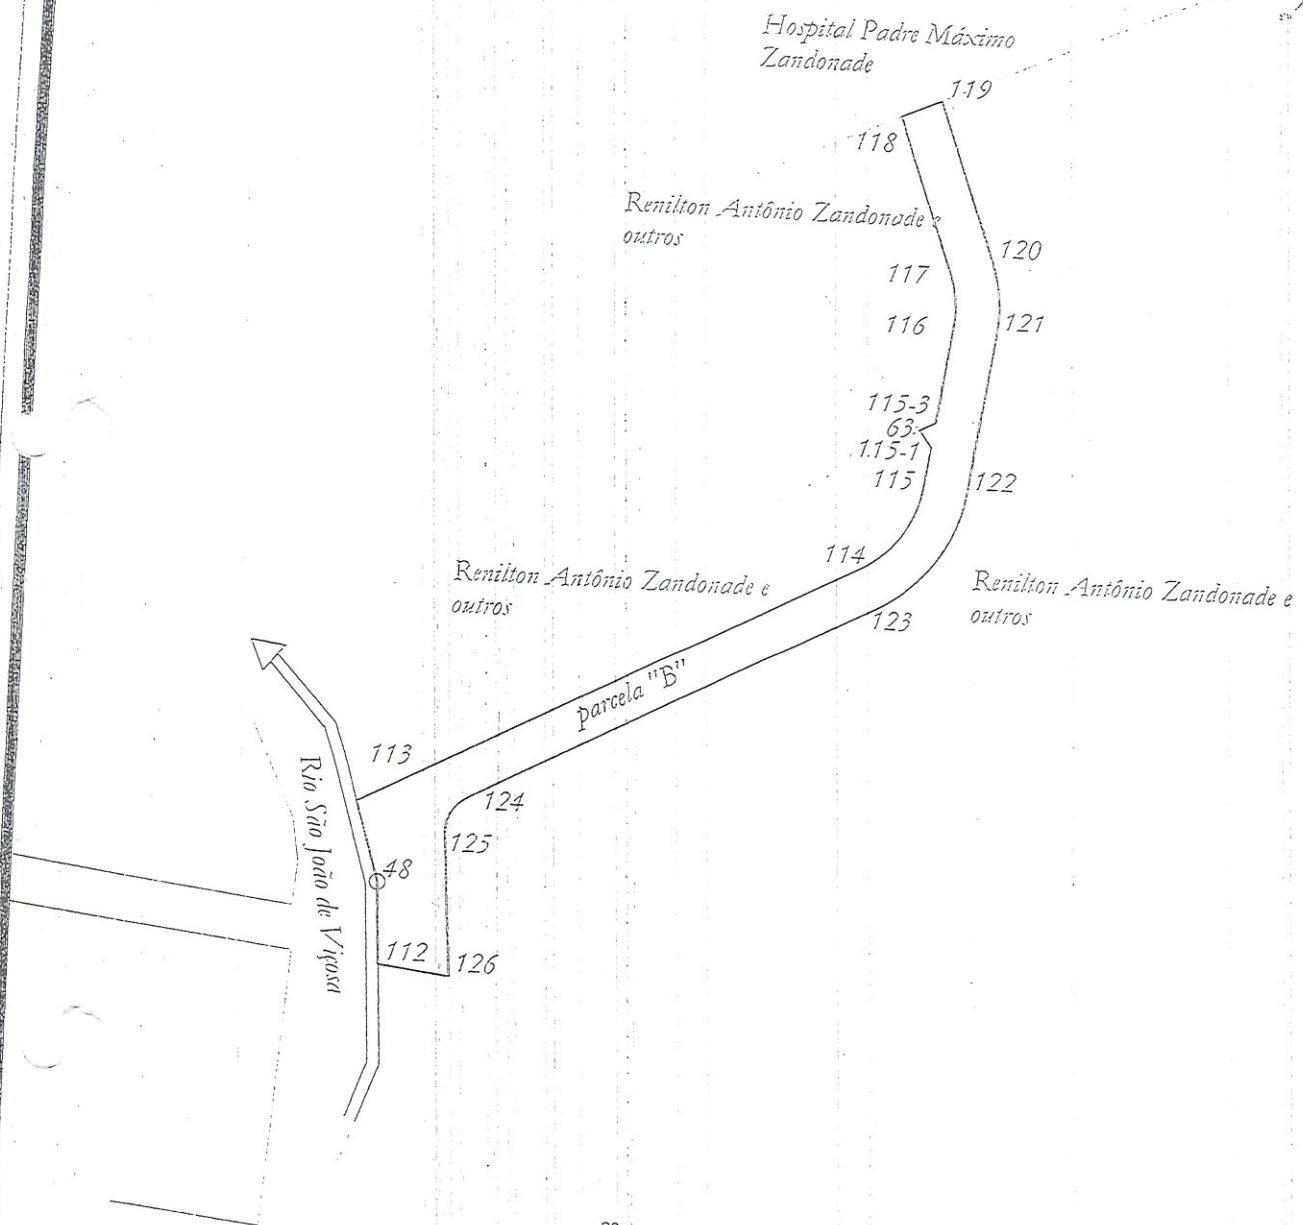 Hospital Padre Máximo
Zandonade
119
118
Renilton Antônio Zandonade e
outros
120
117
116
121
115-3
63
115-1
115
122
114
Renilton Antônio Zandonade e
outros
Renilton Antônio Zandonade e
outros
123
parcela "B"
113
Rio São João de Viçosa
124
125
48
112
126